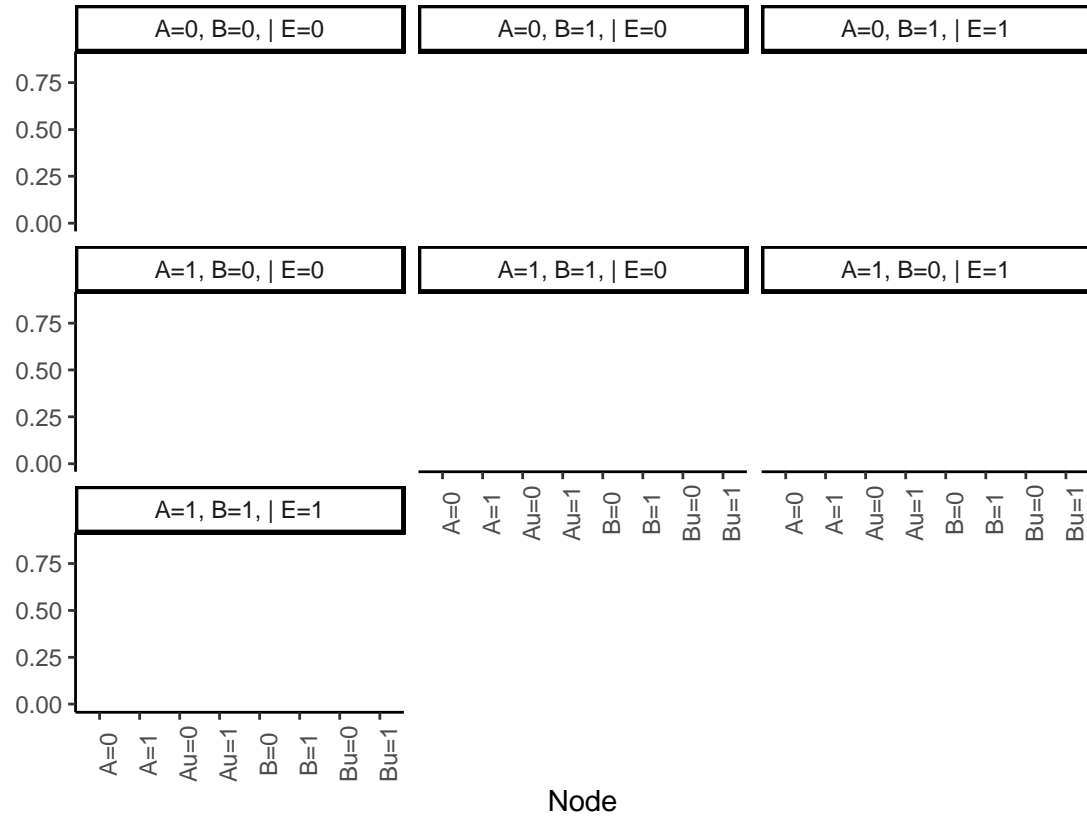 A=0, B=0, | E=0
A=0, B=1, | E=0
A=0, B=1, | E=1
0.75
0.50
0.25
0.00
A=1, B=0, | E=0
A=1, B=1, | E=0
A=1, B=0, | E=1
0.75
0.50
0.25
0.00
A=0
A=1
Au=0
Au=1
B=0
B=1
Bu=0
Bu=1
A=0
A=1
Au=0
Au=1
B=0
B=1
Bu=0
Bu=1
A=1, B=1, | E=1
0.75
0.50
0.25
0.00
A=0
A=1
Au=0
Au=1
B=0
B=1
Bu=0
Bu=1
Node